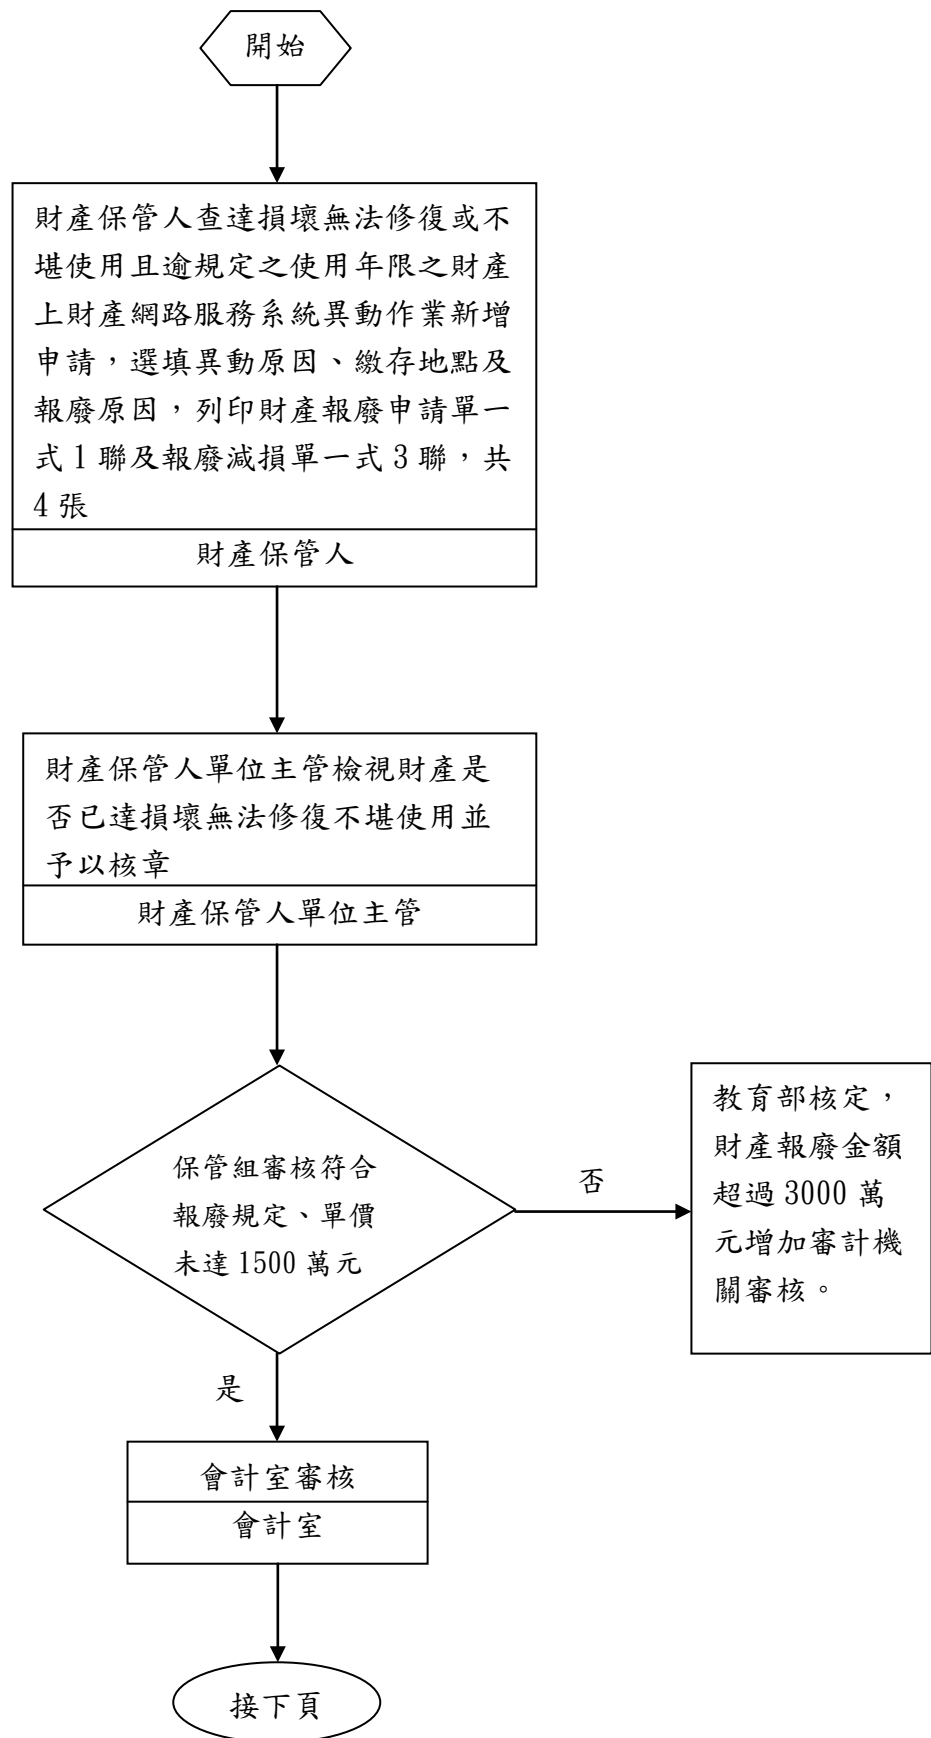 開始
財產保管人查達損壞無法修復或不
堪使用且逾規定之使用年限之財產
上財產網路服務系統異動作業新增
申請，選填異動原因、繳存地點及
報廢原因，列印財產報廢申請單一
式 1 聯及報廢減損單一式 3 聯，共
4 張
財產保管人
財產保管人單位主管檢視財產是
否已達損壞無法修復不堪使用並
予以核章
財產保管人單位主管
保管組審核符合
報廢規定、單價
未達 1500 萬元
否
教育部核定，
財產報廢金額
超過 3000 萬
元增加審計機
關審核。
是
會計室審核
會計室
接下頁